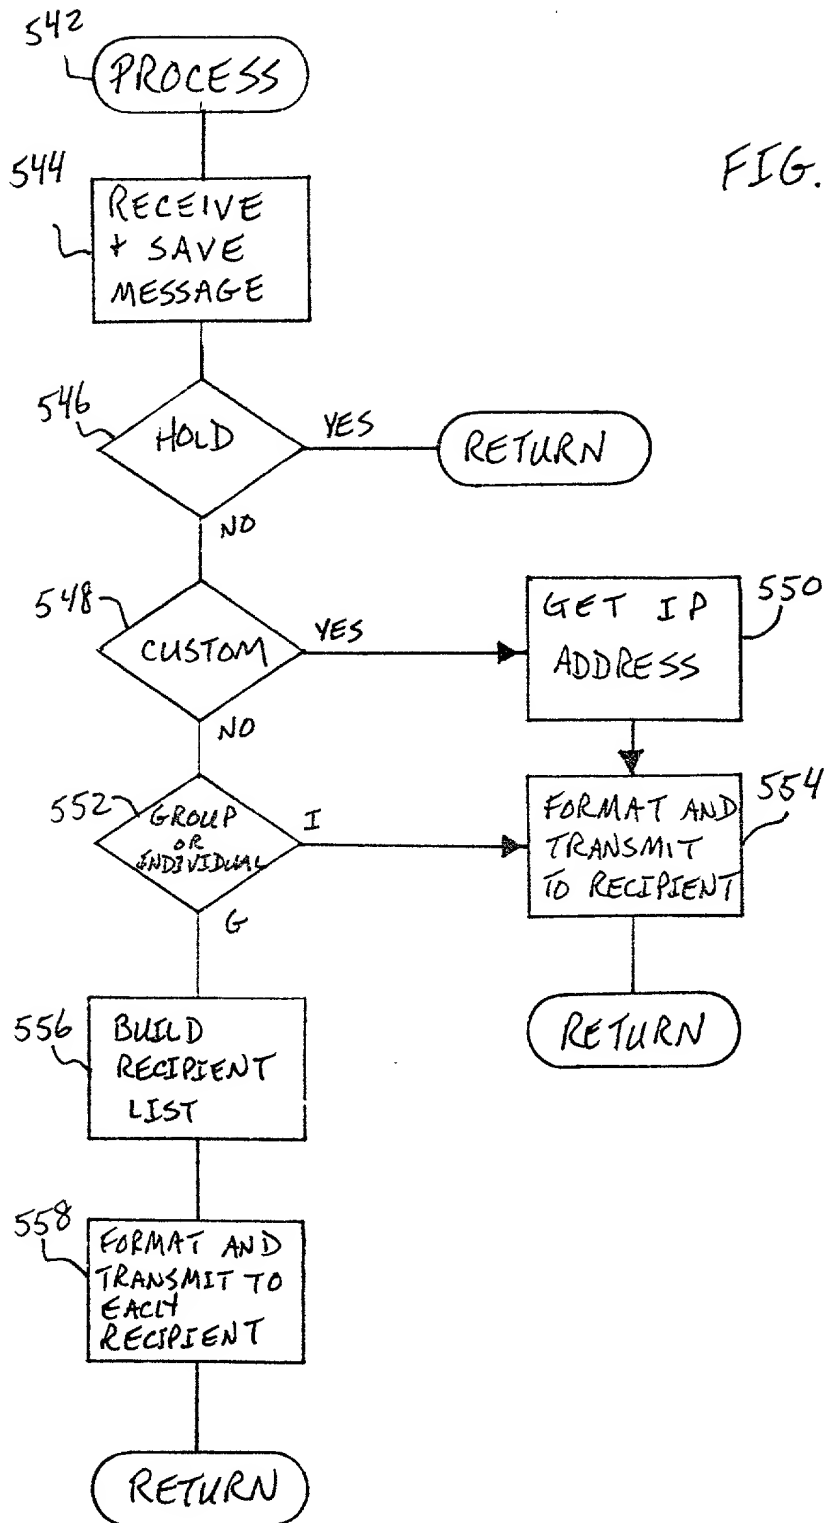 542
PROCESS
544
FIG.
RECEIVE
+ SAVE
MESSAGE
546
HOLD
YES
RETURN
NO
548
CUSTOM
YES
GET IP
ADDRESS
550
NO
552
GROUP
OR
INDIVIDUAL
I
FORMAT AND
TRANSMIT
TO RECIPIENT
554
G
RETURN
556
BUILD
RECIPIENT
LIST
558
FORMAT AND
TRANSMIT TO
EACH
RECIPIENT
RETURN